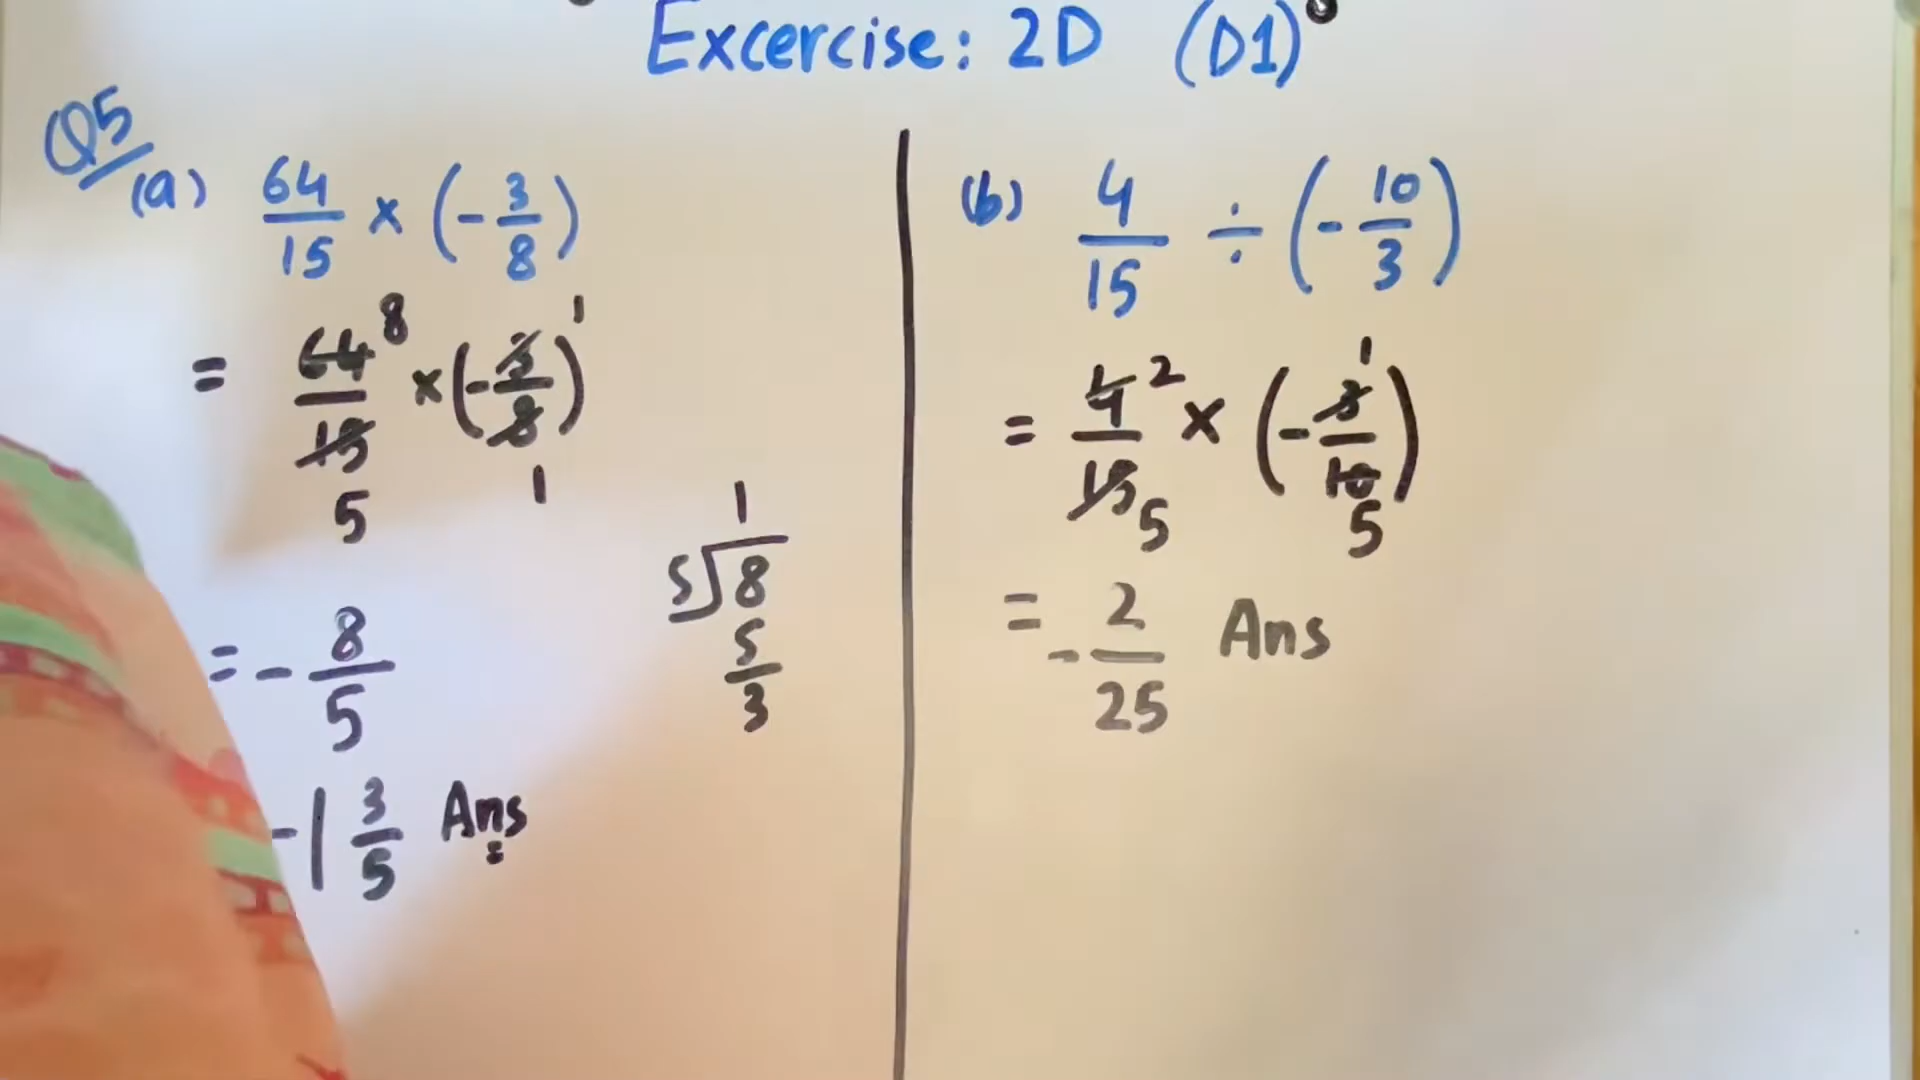 Excercise: 2D (D1)
Q5
(a) 64/15 × (-3/8)
= 64/15 × (-3/8)
8 1
5 1
= -8/5
-1 3/5 Ans
1
5 8
5
3
(b) 4/15 ÷ (-10/3)
= 4/15 × (-3/10)
2 1
5 5
= -2/25 Ans